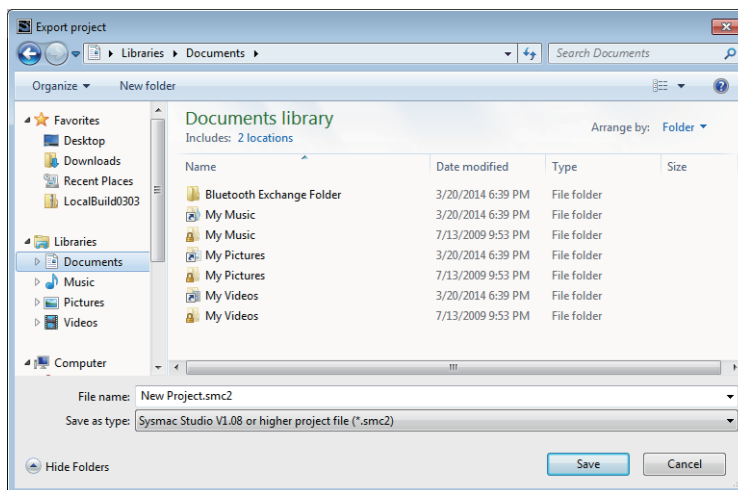 Export project
Libraries Documents Search Documents
Organize New folder
Favorites
Desktop
Downloads
Recent Places
LocalBuild0303
Libraries
Documents
Music
Pictures
Videos
Computer
Documents library
Includes: 2 locations
Arrange by: Folder
Name Date modified Type Size
Bluetooth Exchange Folder 3/20/2014 6:39 PM File folder
My Music 3/20/2014 6:39 PM File folder
My Music 7/13/2009 9:53 PM File folder
My Pictures 3/20/2014 6:39 PM File folder
My Pictures 7/13/2009 9:53 PM File folder
My Videos 3/20/2014 6:39 PM File folder
My Videos 7/13/2009 9:53 PM File folder
File name: New Project.smc2
Save as type: Sysmac Studio V1.08 or higher project file (*.smc2)
Hide Folders Save Cancel